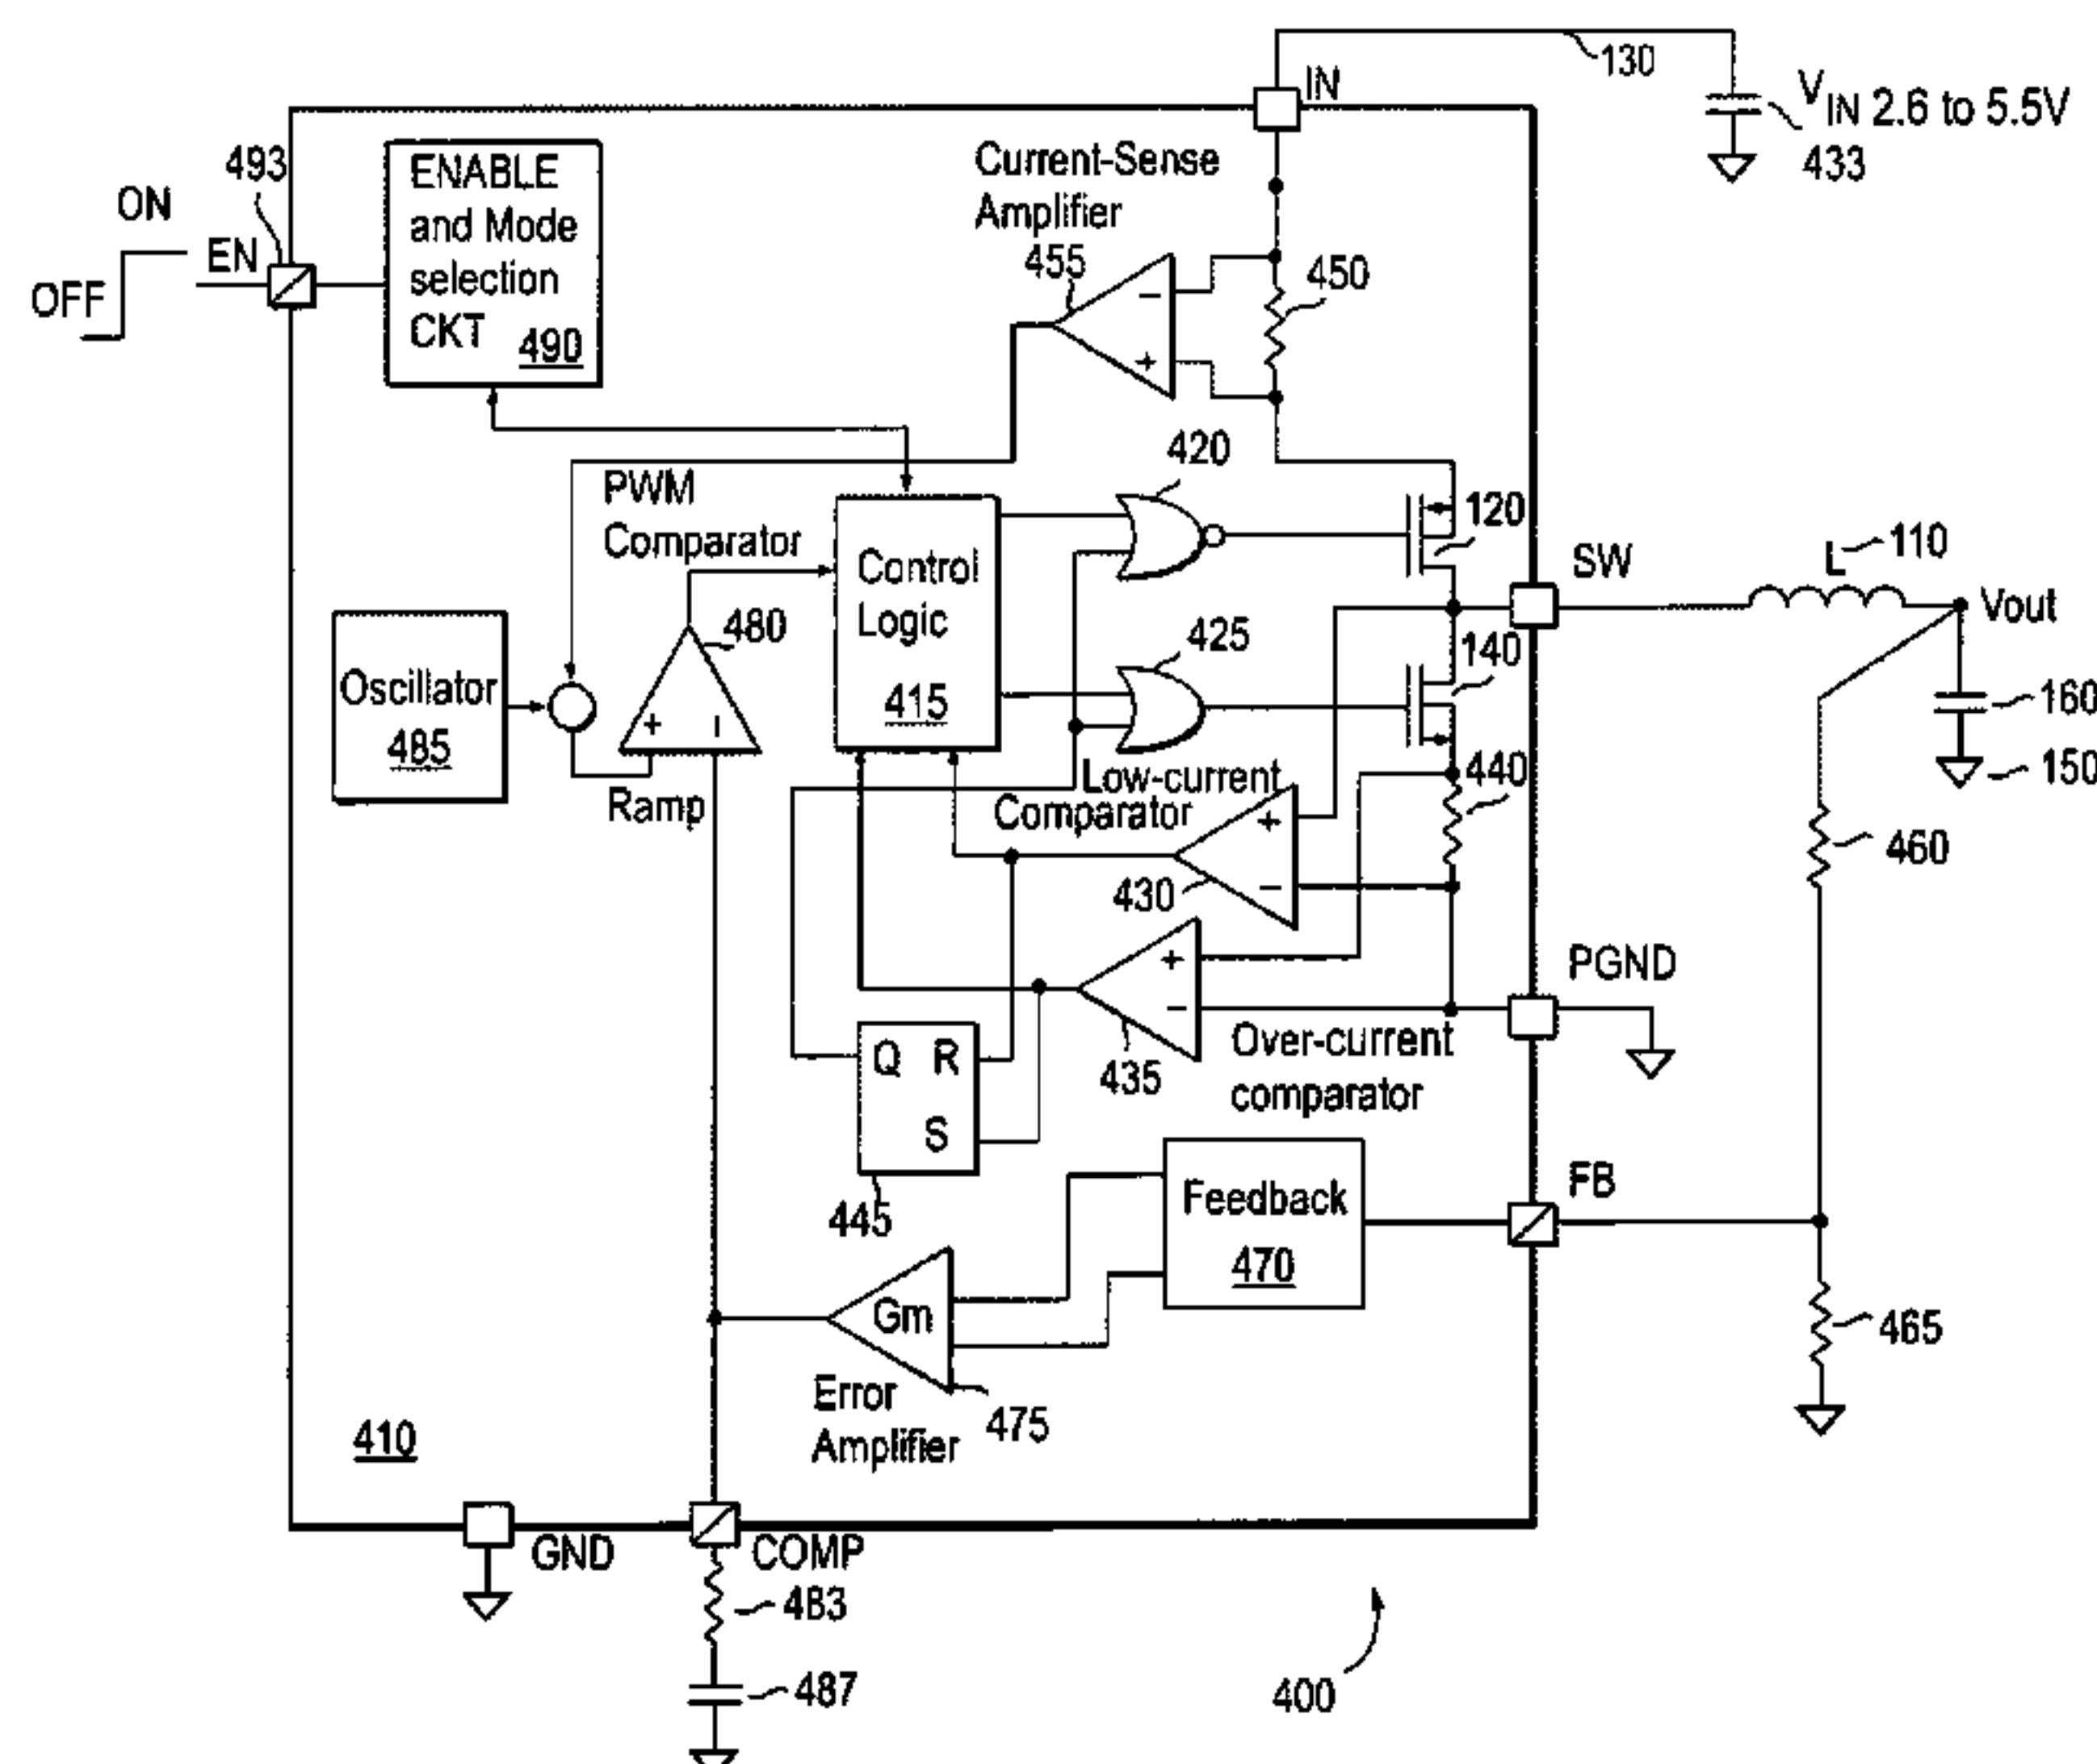 IN
130
V IN 2.6 to 5.5V
433
493
ON
EN
OFF
ENABLE
and Mode
selection
CKT
490
Current-Sense
Amplifier
455
−
+
450
420
PWM
Comparator
120
SW
L
110
Vout
Control
Logic
415
480
425
140
Oscillator
485
+
−
160
150
Ramp
Low-current
Comparator
440
+
−
430
460
+
−
435
Over-current
comparator
PGND
Q R
S
445
Feedback
470
FB
Gm
Error
Amplifier
475
465
410
GND
COMP
483
487
400